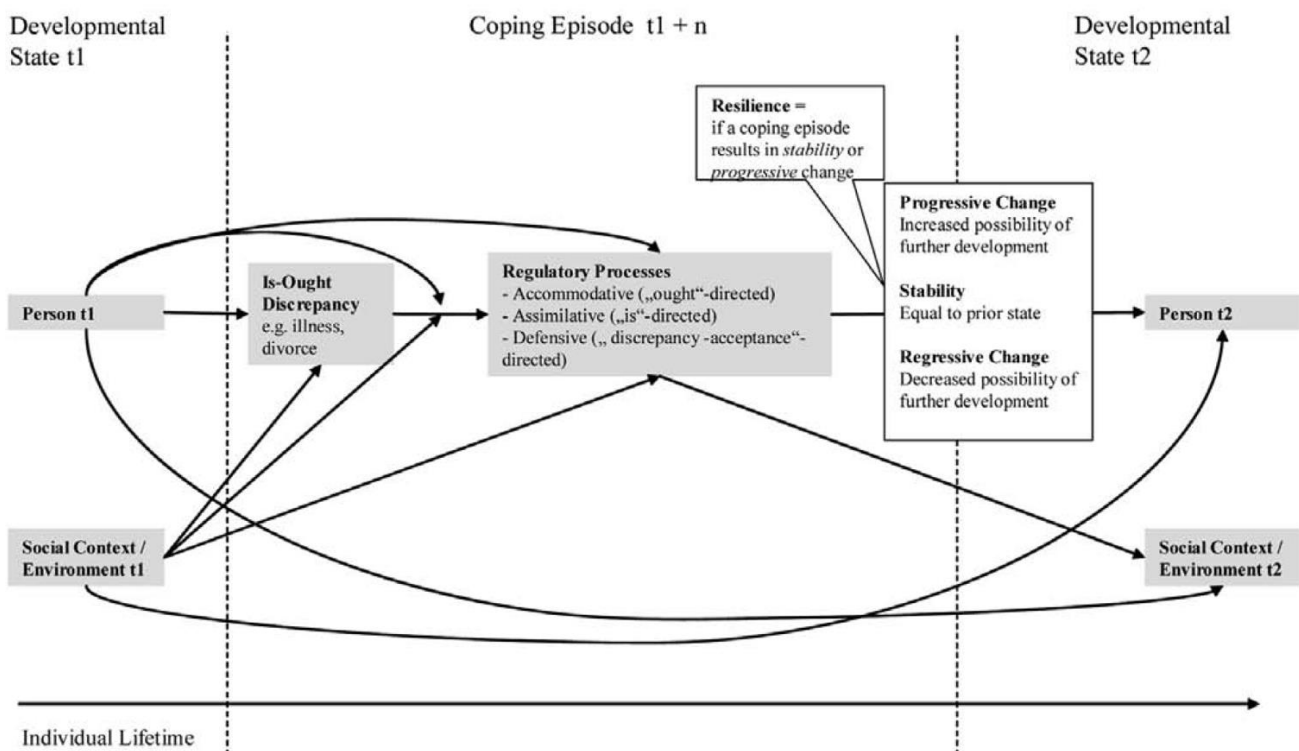 Developmental
State t1
Coping Episode t1 + n
Developmental
State t2
Resilience =
if a coping episode
results in stability or
progressive change
Progressive Change
Increased possibility of
further development
Stability
Equal to prior state
Regressive Change
Decreased possibility of
further development
Person t1
Is-Ought
Discrepancy
e.g. illness,
divorce
Regulatory Processes
- Accommodative („ought“-directed)
- Assimilative („is“-directed)
- Defensive („ discrepancy -acceptance“-
directed)
Person t2
Social Context /
Environment t1
Social Context /
Environment t2
Individual Lifetime